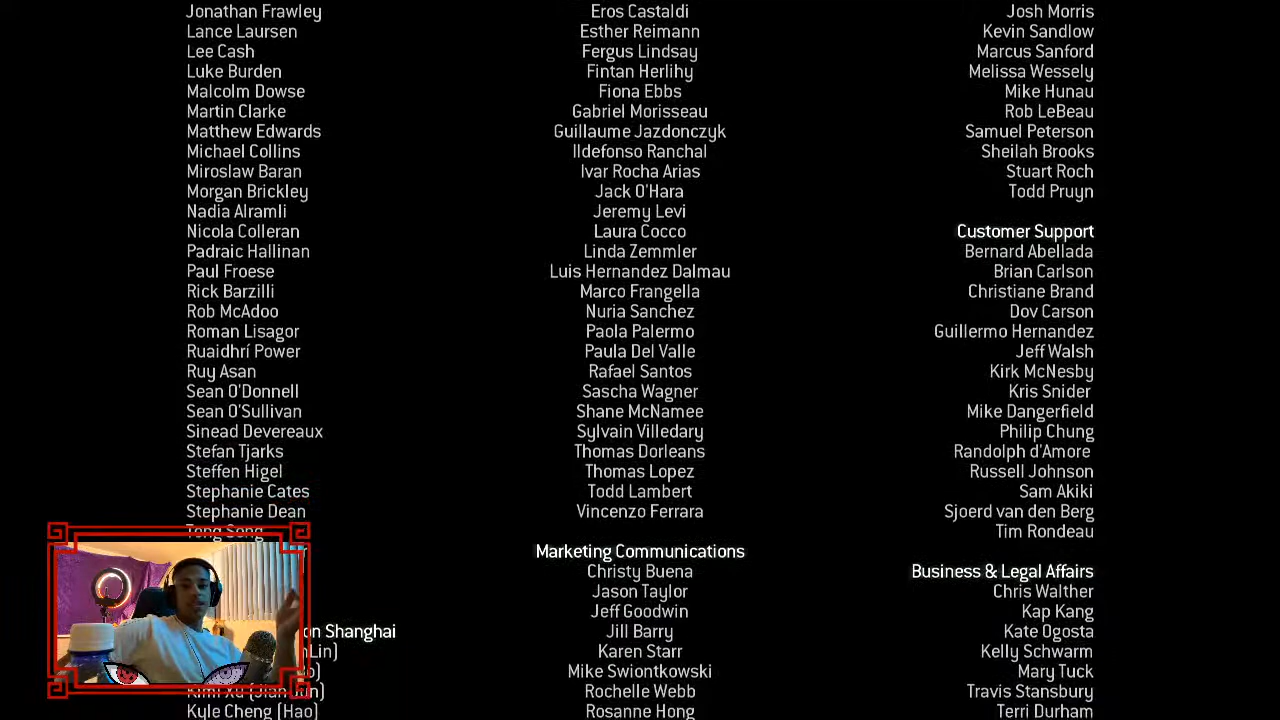 Jonathan Frawley
Lance Laursen
Lee Cash
Luke Burden
Malcolm Dowse
Martin Clarke
Matthew Edwards
Michael Collins
Miroslaw Baran
Morgan Brickley
Nadia Alramli
Nicola Colleran
Padraic Hallinan
Paul Froese
Rick Barzilli
Rob McAdoo
Roman Lisagor
Ruaidhrí Power
Ruy Asan
Sean O'Donnell
Sean O'Sullivan
Sinead Devereaux
Stefan Tjarks
Steffen Higel
Stephanie Cates
Stephanie Dean
Tong Song
on Shanghai
Kimi Xu
Kyle Cheng (Hao)
Eros Castaldi
Esther Reimann
Fergus Lindsay
Fintan Herlihy
Fiona Ebbs
Gabriel Morisseau
Guillaume Jazdonczyk
Ildefonso Ranchal
Ivar Rocha Arias
Jack O'Hara
Jeremy Levi
Laura Cocco
Linda Zemmler
Luis Hernandez Dalmau
Marco Frangella
Nuria Sanchez
Paola Palermo
Paula Del Valle
Rafael Santos
Sascha Wagner
Shane McNamee
Sylvain Villedary
Thomas Dorleans
Thomas Lopez
Todd Lambert
Vincenzo Ferrara
Marketing Communications
Christy Buena
Jason Taylor
Jeff Goodwin
Jill Barry
Karen Starr
Mike Swiontkowski
Rochelle Webb
Rosanne Hong
Josh Morris
Kevin Sandlow
Marcus Sanford
Melissa Wessely
Mike Hunau
Rob LeBeau
Samuel Peterson
Sheilah Brooks
Stuart Roch
Todd Pruyn
Customer Support
Bernard Abellada
Brian Carlson
Christiane Brand
Dov Carson
Guillermo Hernandez
Jeff Walsh
Kirk McNesby
Kris Snider
Mike Dangerfield
Philip Chung
Randolph d'Amore
Russell Johnson
Sam Akiki
Sjoerd van den Berg
Tim Rondeau
Business & Legal Affairs
Chris Walther
Kap Kang
Kate Ogosta
Kelly Schwarm
Mary Tuck
Travis Stansbury
Terri Durham